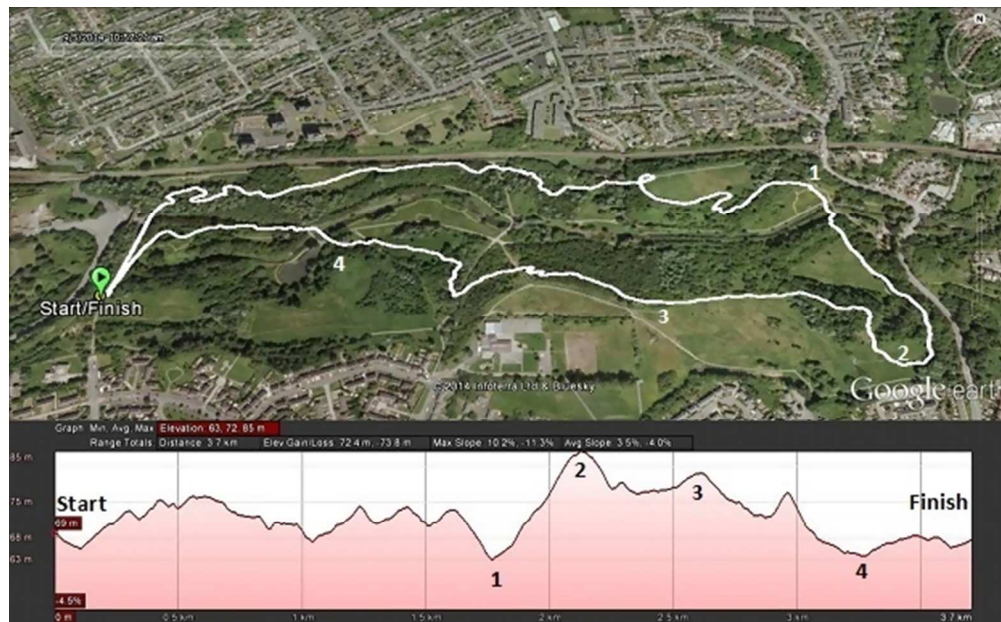 N
1
4
Start/Finish
3
2
© 2014 Infoterra Ltd & Bluesky
Google earth
Graph: Min, Avg, Max Elevation: 63, 72, 85 m
Range Totals: Distance: 3.7 km Elev Gain/Loss: 72.4 m, -73.8 m Max Slope: 10.2%, -11.3% Avg Slope: 3.5%, -4.0%
85 m
2
Start
75 m
3
Finish
69 m
68 m
63 m
1
4
-4.5%
0 m 0.5 km 1 km 1.5 km 2 km 2.5 km 3 km 3.7 km